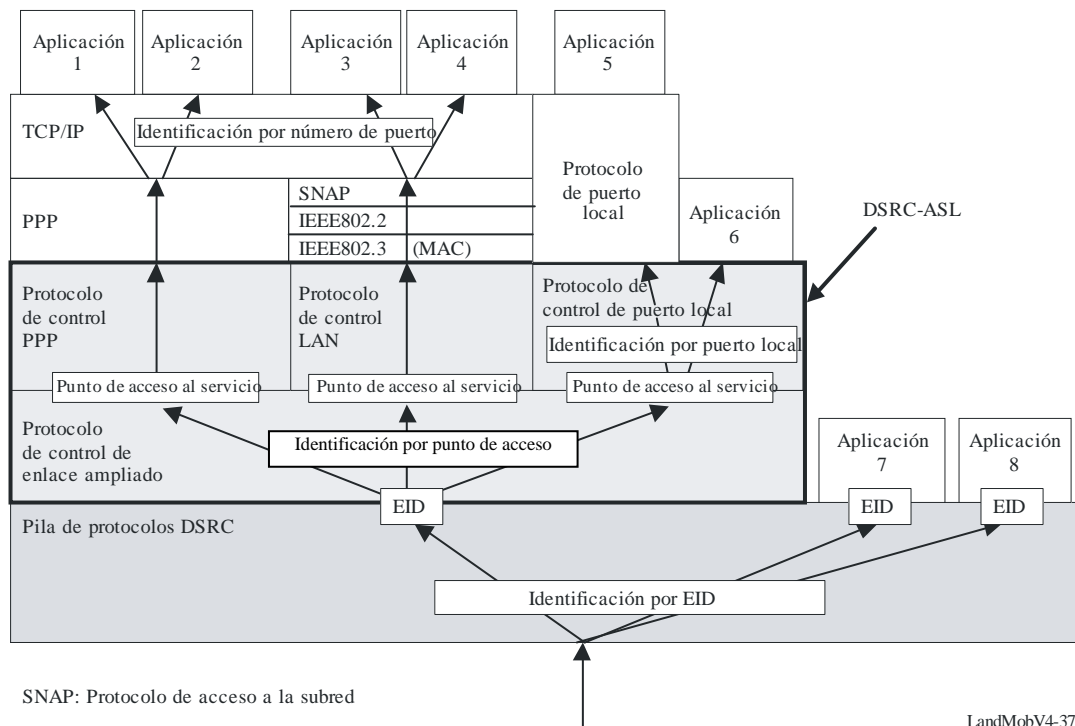 Aplicación
1
Aplicación
2
Aplicación
3
Aplicación
4
Aplicación
5
TCP/IP
Identificación por número de puerto
Protocolo
de puerto
local
PPP
SNAP
IEEE802.2
IEEE802.3 (MAC)
Aplicación
6
DSRC-ASL
Protocolo
de control
PPP
Protocolo
de control
LAN
Protocolo de
control de puerto local
Identificación por puerto local
Punto de acceso al servicio
Punto de acceso al servicio
Punto de acceso al servicio
Protocolo
de control de
enlace ampliado
Identificación por punto de acceso
Aplicación
7
Aplicación
8
EID
EID
EID
Pila de protocolos DSRC
Identificación por EID
SNAP: Protocolo de acceso a la subred
LandMobV4-37